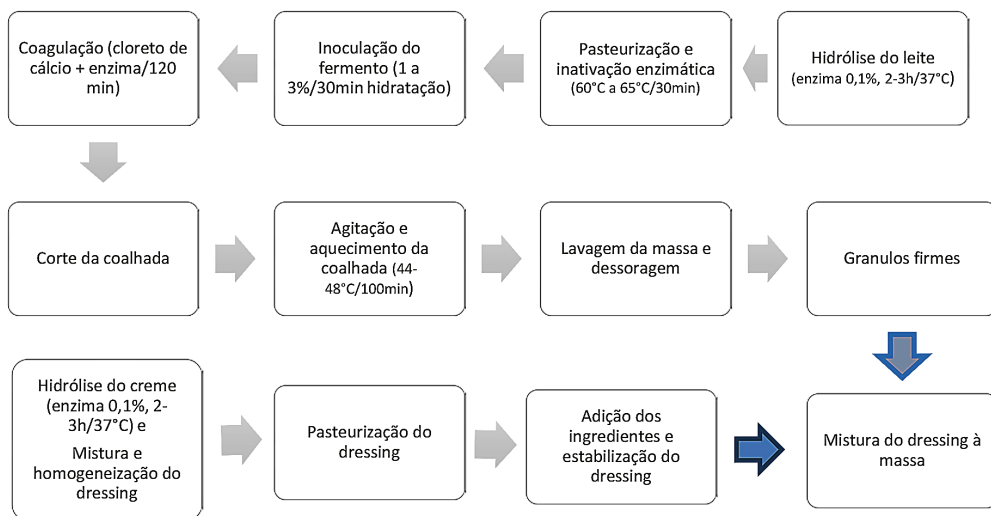 Coagulação (cloreto de
cálcio + enzima/120
min)
Inoculação do
fermento (1 a
3%/30min hidratação)
Pasteurização e
inativação enzimática
(60°C a 65°C/30min)
Hidrólise do leite
(enzima 0,1%, 2-3h/37°C)
Corte da coalhada
Agitação e
aquecimento da
coalhada (44-
48°C/100min)
Lavagem da massa e
dessoragem
Granulos firmes
Hidrólise do creme
(enzima 0,1%, 2-
3h/37°C) e
Mistura e
homogeneização do
dressing
Pasteurização do
dressing
Adição dos
ingredientes e
estabilização do
dressing
Mistura do dressing à
massa